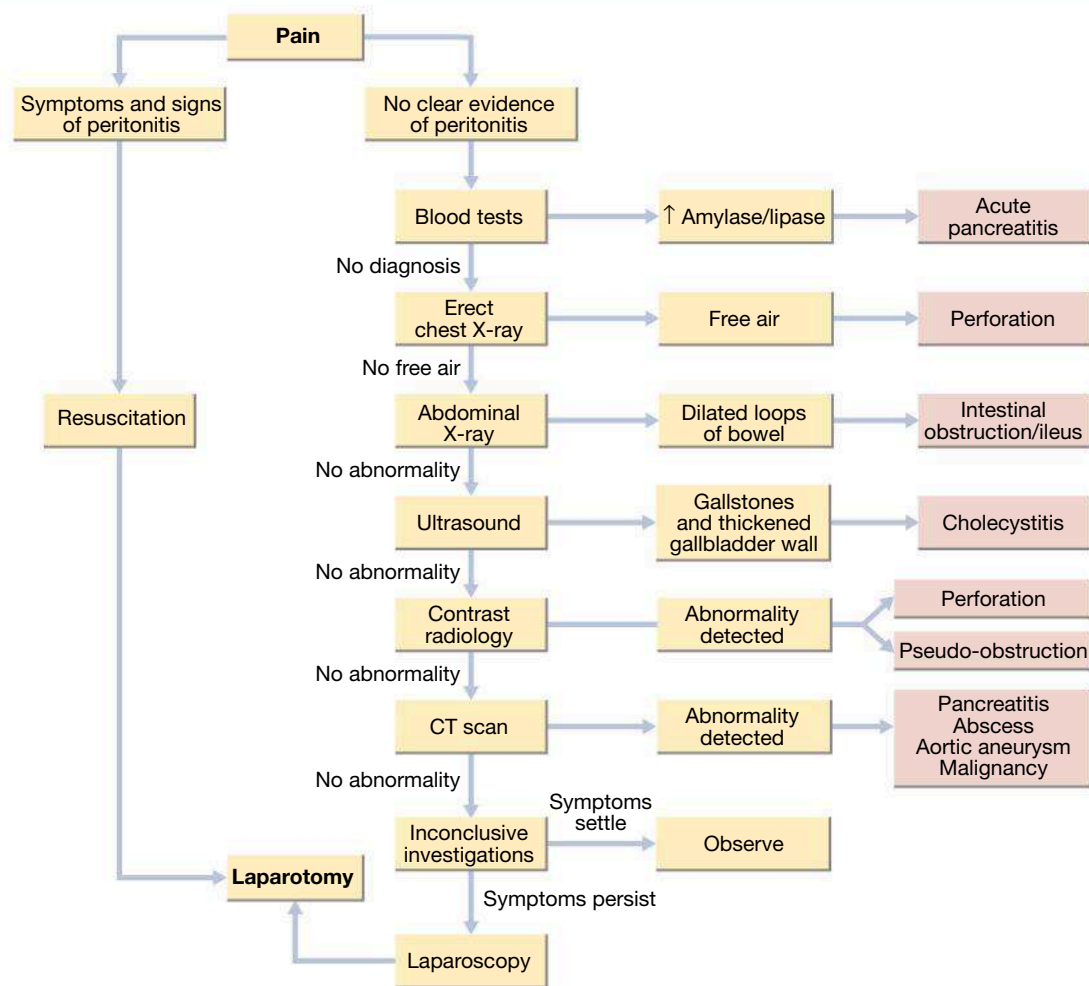 Pain
Symptoms and signs
of peritonitis
No clear evidence
of peritonitis
Blood tests
↑ Amylase/lipase
Acute
pancreatitis
No diagnosis
Erect
chest X-ray
Free air
Perforation
No free air
Resuscitation
Abdominal
X-ray
Dilated loops
of bowel
Intestinal
obstruction/ileus
No abnormality
Ultrasound
Gallstones
and thickened
gallbladder wall
Cholecystitis
No abnormality
Contrast
radiology
Abnormality
detected
Perforation
Pseudo-obstruction
No abnormality
CT scan
Abnormality
detected
Pancreatitis
Abscess
Aortic aneurysm
Malignancy
No abnormality
Inconclusive
investigations
Symptoms
settle
Observe
Laparotomy
Symptoms persist
Laparoscopy